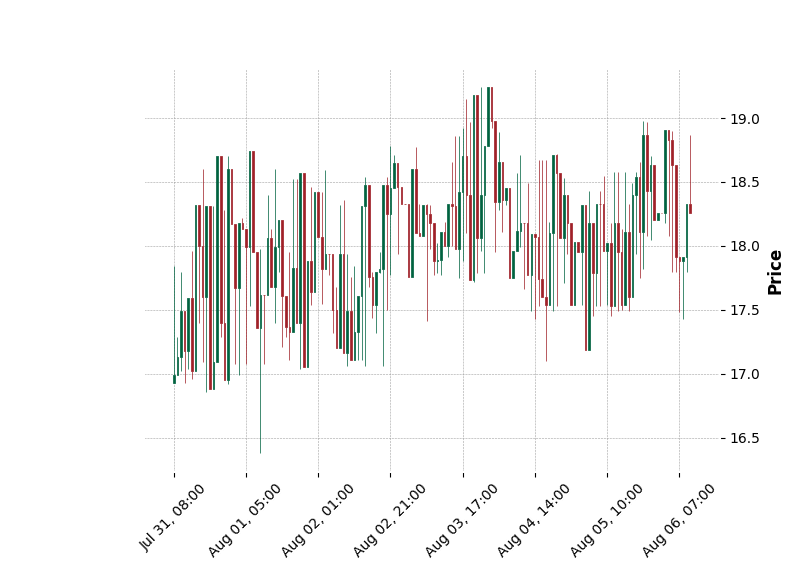 19.0
18.5
18.0
17.5
17.0
16.5
Price
Jul 31, 08:00
Aug 01, 05:00
Aug 02, 01:00
Aug 02, 21:00
Aug 03, 17:00
Aug 04, 14:00
Aug 05, 10:00
Aug 06, 07:00